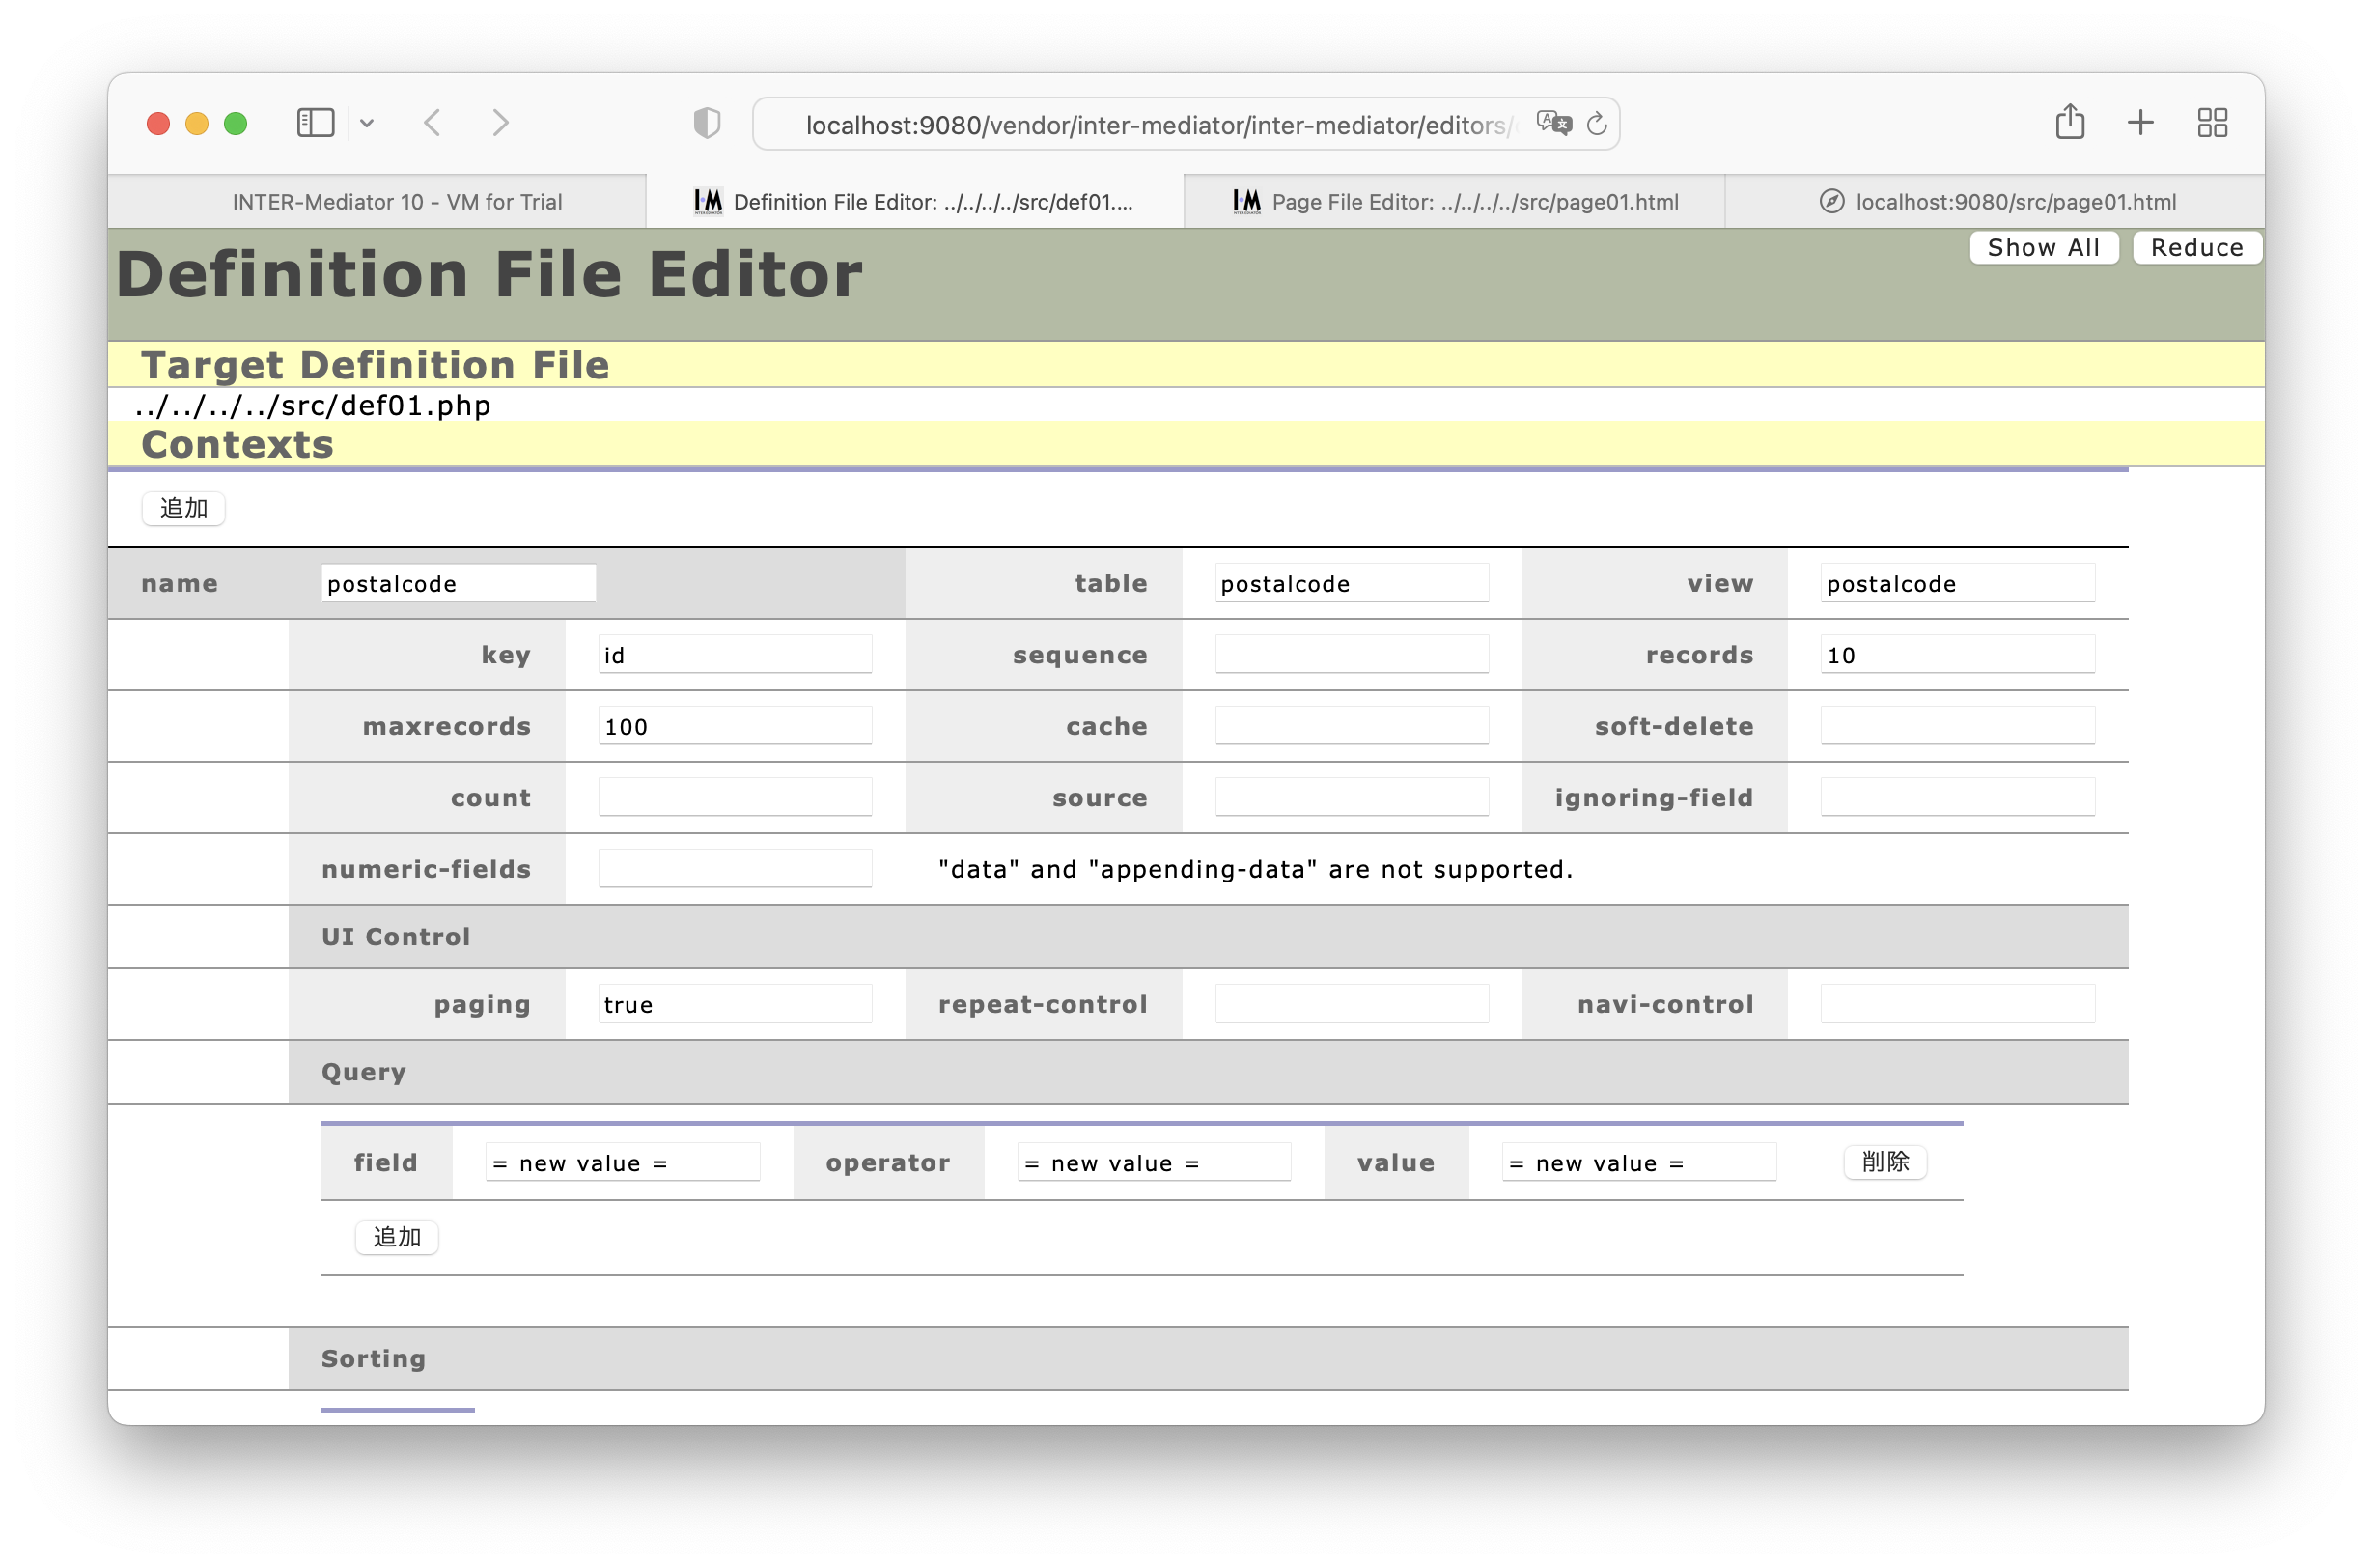 localhost:9080/vendor/inter-mediator/inter-mediator/editors/
INTER-Mediator 10 - VM for Trial
Definition File Editor: ../../../../src/def01....
Page File Editor: ../../../../src/page01.html
localhost:9080/src/page01.html
Definition File Editor
Show All
Reduce
Target Definition File
../../../../src/def01.php
Contexts
追加
name postalcode table postalcode view postalcode
key id sequence records 10
maxrecords 100 cache soft-delete
count source ignoring-field
numeric-fields "data" and "appending-data" are not supported.
UI Control
paging true repeat-control navi-control
Query
field = new value = operator = new value = value = new value = 削除
追加
Sorting